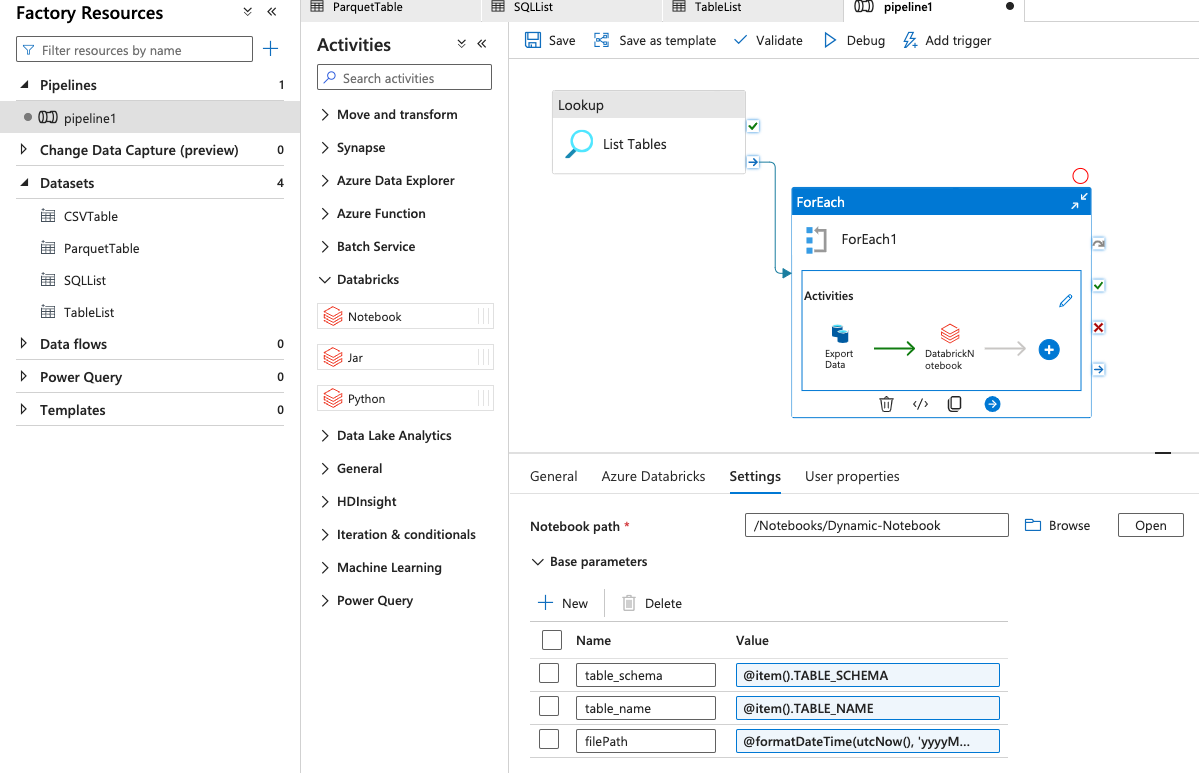 Factory Resources
Filter resources by name
Pipelines 1
pipeline1
Change Data Capture (preview) 0
Datasets 4
CSVTable
ParquetTable
SQLList
TableList
Data flows 0
Power Query 0
Templates 0
ParquetTable
SQLList
TableList
pipeline1
Activities
Search activities
Move and transform
Synapse
Azure Data Explorer
Azure Function
Batch Service
Databricks
Notebook
Jar
Python
Data Lake Analytics
General
HDInsight
Iteration & conditionals
Machine Learning
Power Query
Save
Save as template
Validate
Debug
Add trigger
Lookup
List Tables
ForEach
ForEach1
Activities
Export
Data
DatabrickN
otebook
General
Azure Databricks
Settings
User properties
Notebook path *
/Notebooks/Dynamic-Notebook
Browse
Open
Base parameters
New
Delete
Name Value
table_schema @item().TABLE_SCHEMA
table_name @item().TABLE_NAME
filePath @formatDateTime(utcNow(), 'yyyyM...